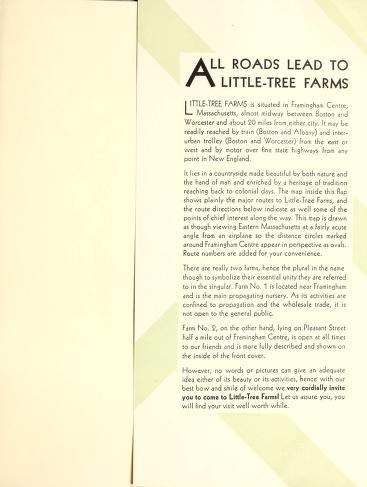 ALL ROADS LEAD TO
LITTLE-TREE FARMS
LITTLE-TREE FARMS is situated in Framingham Centre,
Massachusetts, almost midway between Boston and
Worcester and about 20 miles from either city. It may be
readily reached by train (Boston and Albany) and inter-
urban trolley (Boston and Worcester) from the east or
west and by motor over fine state highways from any
point in New England.
It lies in a countryside made beautiful by both nature and
the hand of man and enriched by a heritage of tradition
reaching back to colonial days. The map inside this flap
shows plainly the major routes to Little-Tree Farms, and
the route directions below indicate as well some of the
points of chief interest along the way. This map is drawn
as though viewing Eastern Massachusetts at a fairly acute
angle from an airplane so the distance circles marked
around Framingham Centre appear in perspective as ovals.
Route numbers are added for your convenience.
There are really two farms, hence the plural in the name
though to symbolize their essential unity they are referred
to in the singular. Farm No. 1 is located near Framingham
and is the main propagating nursery. As its activities are
confined to propagation and the wholesale trade, it is
not open to the general public.
Farm No. 2, on the other hand, lying on Pleasant Street
half a mile out of Framingham Centre, is open at all times
to our friends and is more fully described and shown on
the inside of the front cover.
However, no words or pictures can give an adequate
idea either of its beauty or its activities, hence with our
best bow and smile of welcome we very cordially invite
you to come to Little-Tree Farms! Let us assure you, you
will find your visit well worth while.